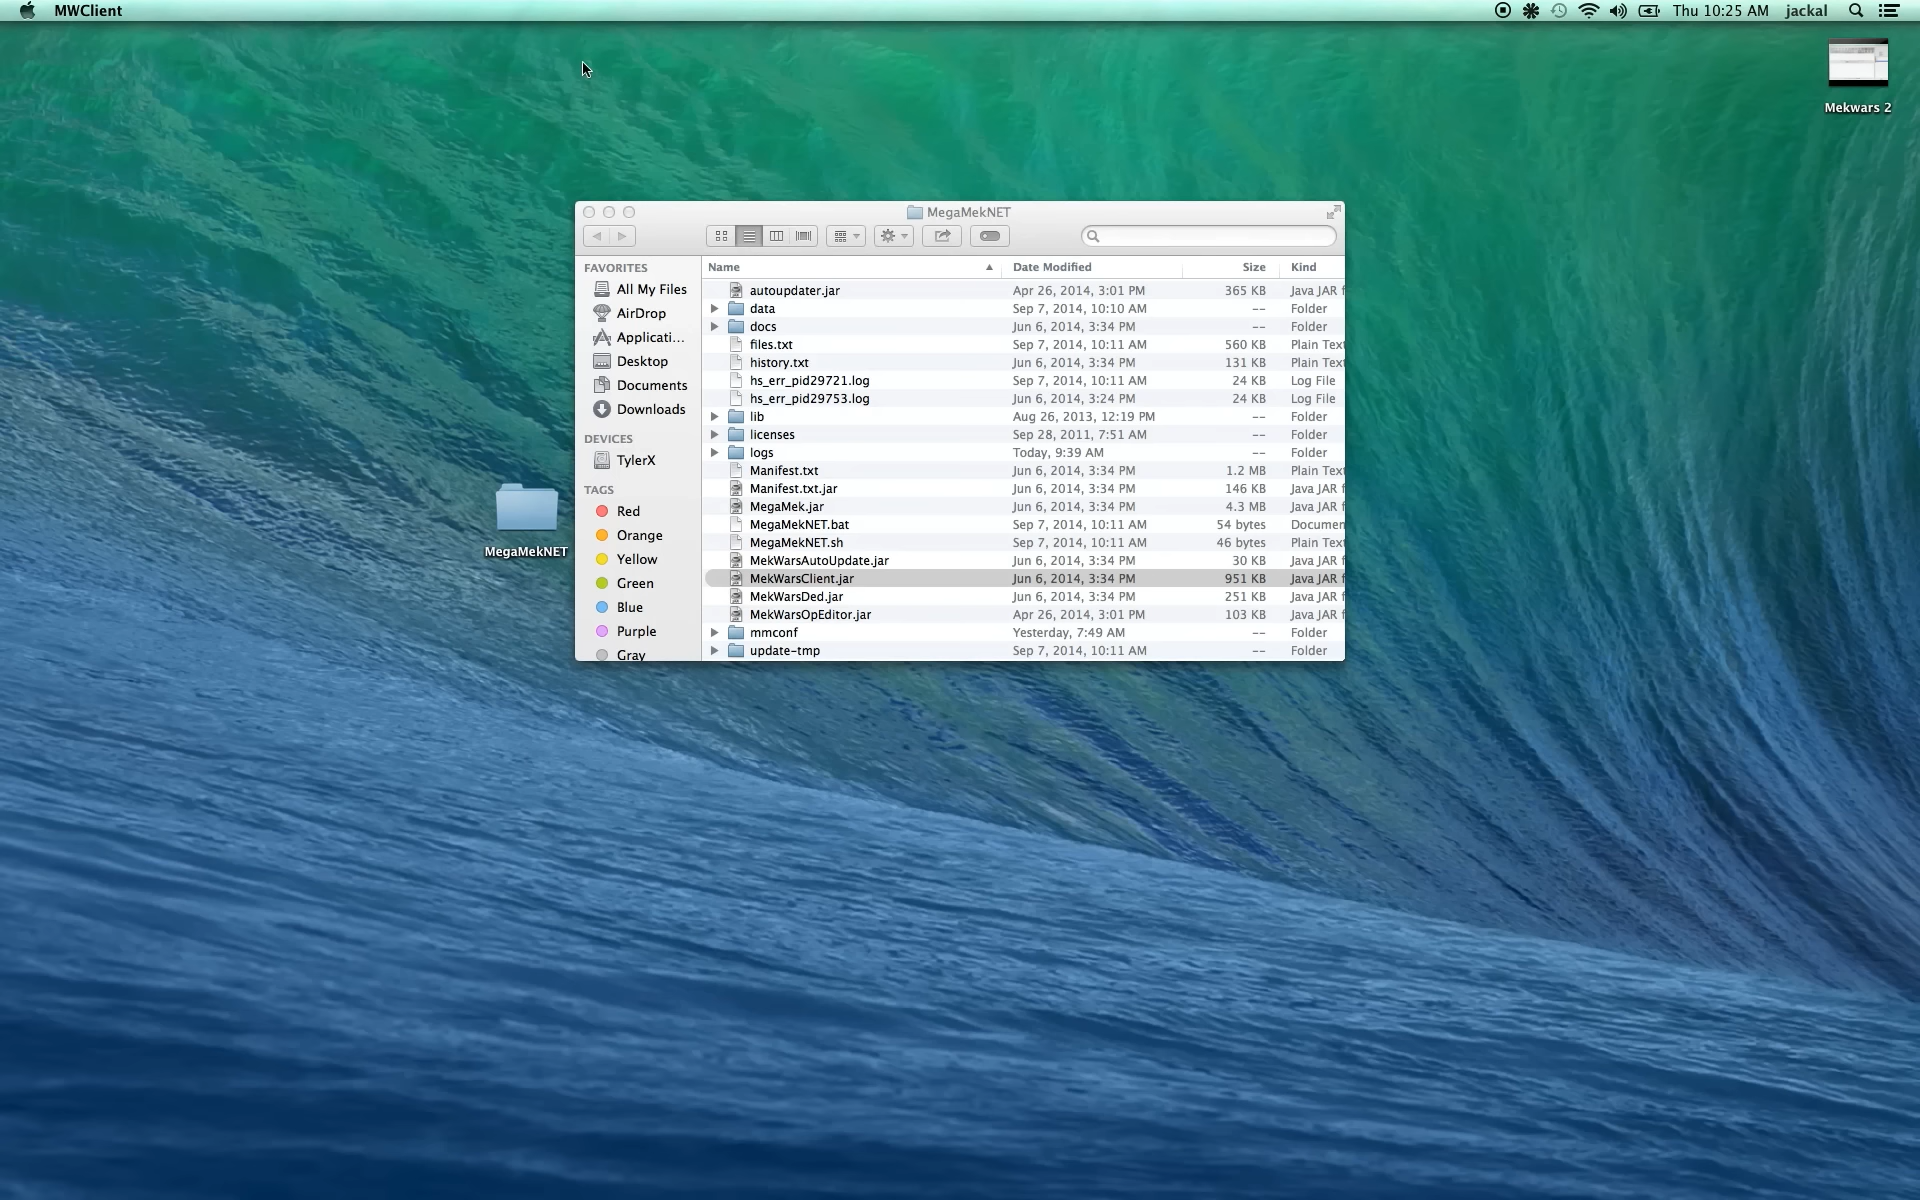 MWClient Thu 10:25 AM jackal
Mekwars 2
MegaMekNET
MegaMekNET
FAVORITES
All My Files
AirDrop
Applicati...
Desktop
Documents
Downloads
DEVICES
TylerX
TAGS
Red
Orange
Yellow
Green
Blue
Purple
Gray
Name Date Modified Size Kind
autoupdater.jar Apr 26, 2014, 3:01 PM 365 KB Java JAR f
data Sep 7, 2014, 10:10 AM -- Folder
docs Jun 6, 2014, 3:34 PM -- Folder
files.txt Sep 7, 2014, 10:11 AM 560 KB Plain Text
history.txt Jun 6, 2014, 3:34 PM 131 KB Plain Text
hs_err_pid29721.log Sep 7, 2014, 10:11 AM 24 KB Log File
hs_err_pid29753.log Jun 6, 2014, 3:24 PM 24 KB Log File
lib Aug 26, 2013, 12:19 PM -- Folder
licenses Sep 28, 2011, 7:51 AM -- Folder
logs Today, 9:39 AM -- Folder
Manifest.txt Jun 6, 2014, 3:34 PM 1.2 MB Plain Text
Manifest.txt.jar Jun 6, 2014, 3:34 PM 146 KB Java JAR f
MegaMek.jar Jun 6, 2014, 3:34 PM 4.3 MB Java JAR f
MegaMekNET.bat Sep 7, 2014, 10:11 AM 54 bytes Documen
MegaMekNET.sh Sep 7, 2014, 10:11 AM 46 bytes Plain Text
MekWarsAutoUpdate.jar Jun 6, 2014, 3:34 PM 30 KB Java JAR f
MekWarsClient.jar Jun 6, 2014, 3:34 PM 951 KB Java JAR f
MekWarsDed.jar Jun 6, 2014, 3:34 PM 251 KB Java JAR f
MekWarsOpEditor.jar Apr 26, 2014, 3:01 PM 103 KB Java JAR f
mmconf Yesterday, 7:49 AM -- Folder
update-tmp Sep 7, 2014, 10:11 AM -- Folder